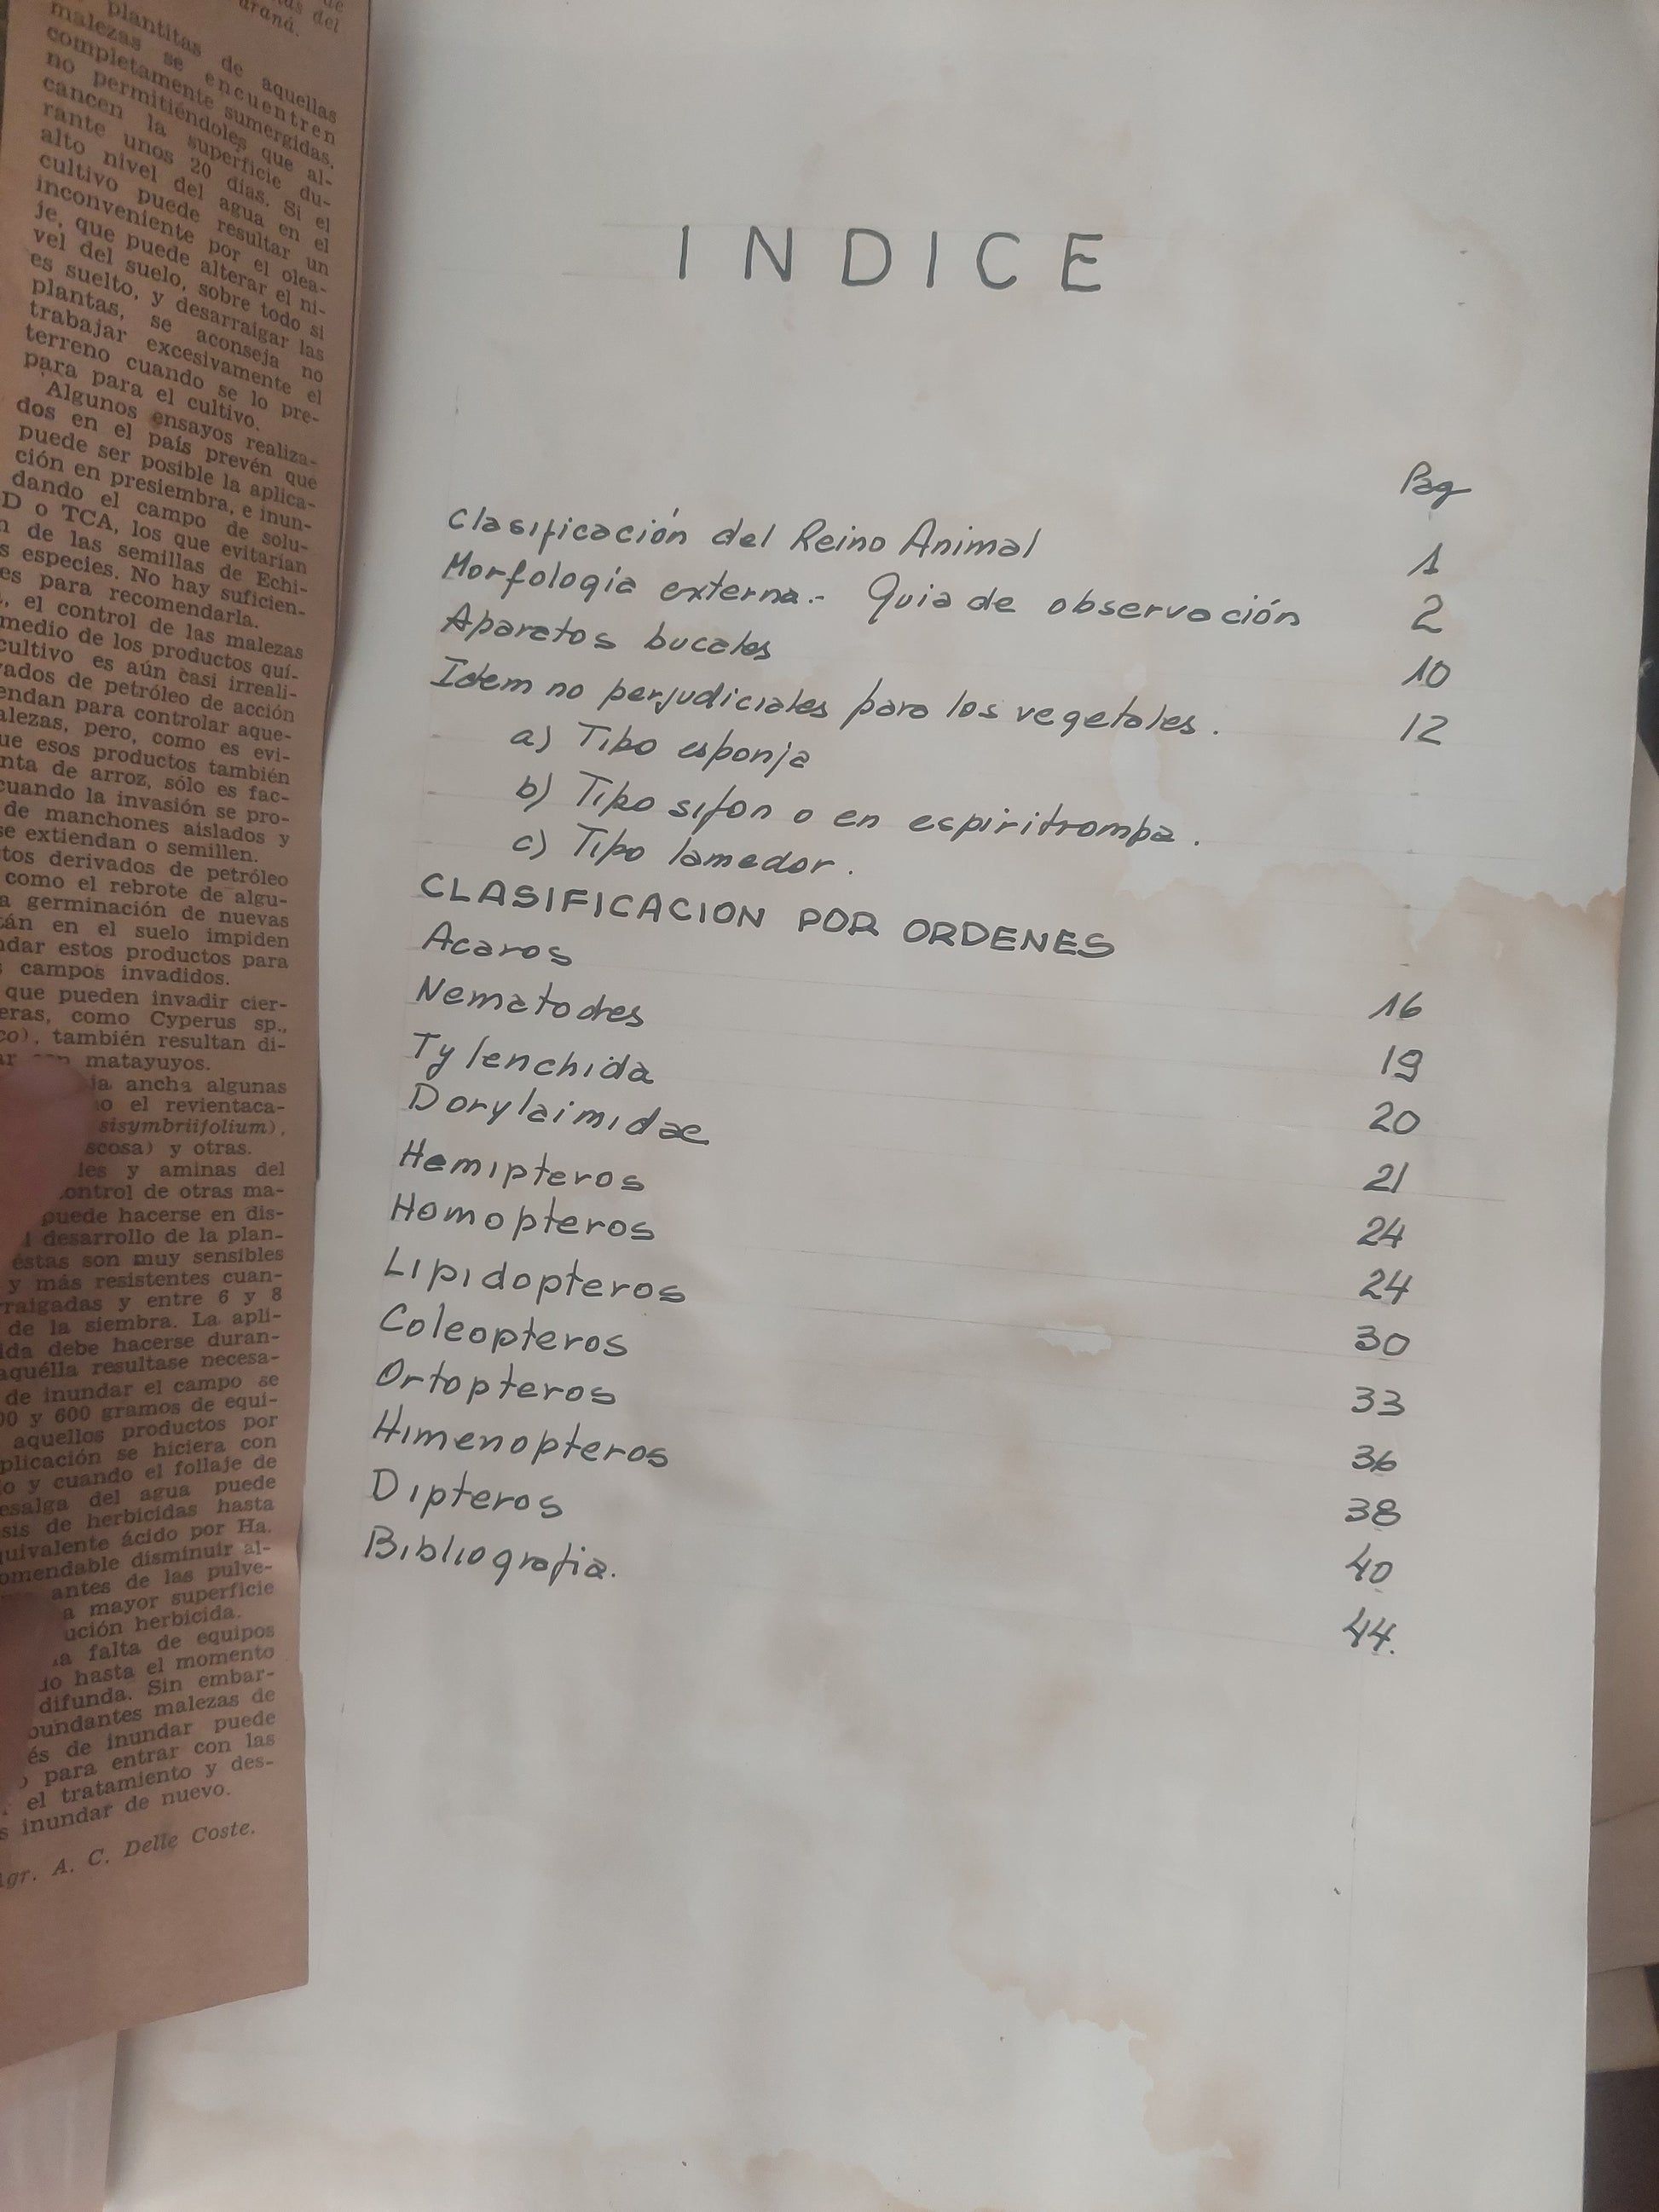 plantitas de aquellas
malezas se encuentren
completamente sumergidas,
no permitiéndoles que al-
cancen la superficie du-
rante unos 20 días. Si el
alto nivel del agua en el
cultivo puede resultar un
inconveniente por el olea-
je, que puede alterar el ni-
vel del suelo, sobre todo si
es suelto, y desarraigar las
plantas, se aconseja no
trabajar excesivamente el
terreno cuando se lo pre-
para para el cultivo.
Algunos ensayos realiza-
dos en el país prevén que
puede ser posible la aplica-
ción en presiembra, e inun-
dando el campo de solu-
D o TCA, los que evitarían
de las semillas de Echi-
especies. No hay suficien-
para recomendarla.
el control de las malezas
medio de los productos quí-
cultivo es aún casi irreali-
de petróleo de acción
para controlar aque-
pero, como es evi-
esos productos también
de arroz, sólo es fac-
cuando la invasión se pro-
de manchones aislados y
se extiendan o semillen.
derivados de petróleo
como el rebrote de algu-
germinación de nuevas
en el suelo impiden
estos productos para
campos invadidos.
que pueden invadir cier-
como Cyperus sp.,
también resultan di-
matayuyos.
ancha algunas
el revientaca-
sisymbriifolium),
y otras.
y aminas del
de otras ma-
puede hacerse en dis-
desarrollo de la plan-
éstas son muy sensibles
y más resistentes cuan-
y entre 6 y 8
de la siembra. La apli-
debe hacerse duran-
aquélla resultase necesa-
de inundar el campo se
y 600 gramos de equi-
aquellos productos por
se hiciera con
y cuando el follaje de
del agua puede
de herbicidas hasta
ácido por Ha.
disminuir al-
antes de las pulve-
a mayor superficie
herbicida.
falta de equipos
hasta el momento
difunda. Sin embar-
malezas de
de inundar puede
para entrar con las
el tratamiento y des-
inundar de nuevo.
A. C. Delle Coste.
INDICE
Pag
Clasificación del Reino Animal 1
Morfologia externa.- Guia de observación 2
Aparatos bucales 10
Idem no perjudiciales para los vegetales. 12
a) Tipo esponja
b) Tipo sifon o en espiritrompa.
c) Tipo lamedor.
CLASIFICACION POR ORDENES
Acaros 16
Nematodes 19
Tylenchida 20
Dorylaimidae 21
Hemipteros 24
Homopteros 24
Lipidopteros 30
Coleopteros 33
Ortopteros 36
Himenopteros 38
Dipteros 40
Bibliografia. 44.